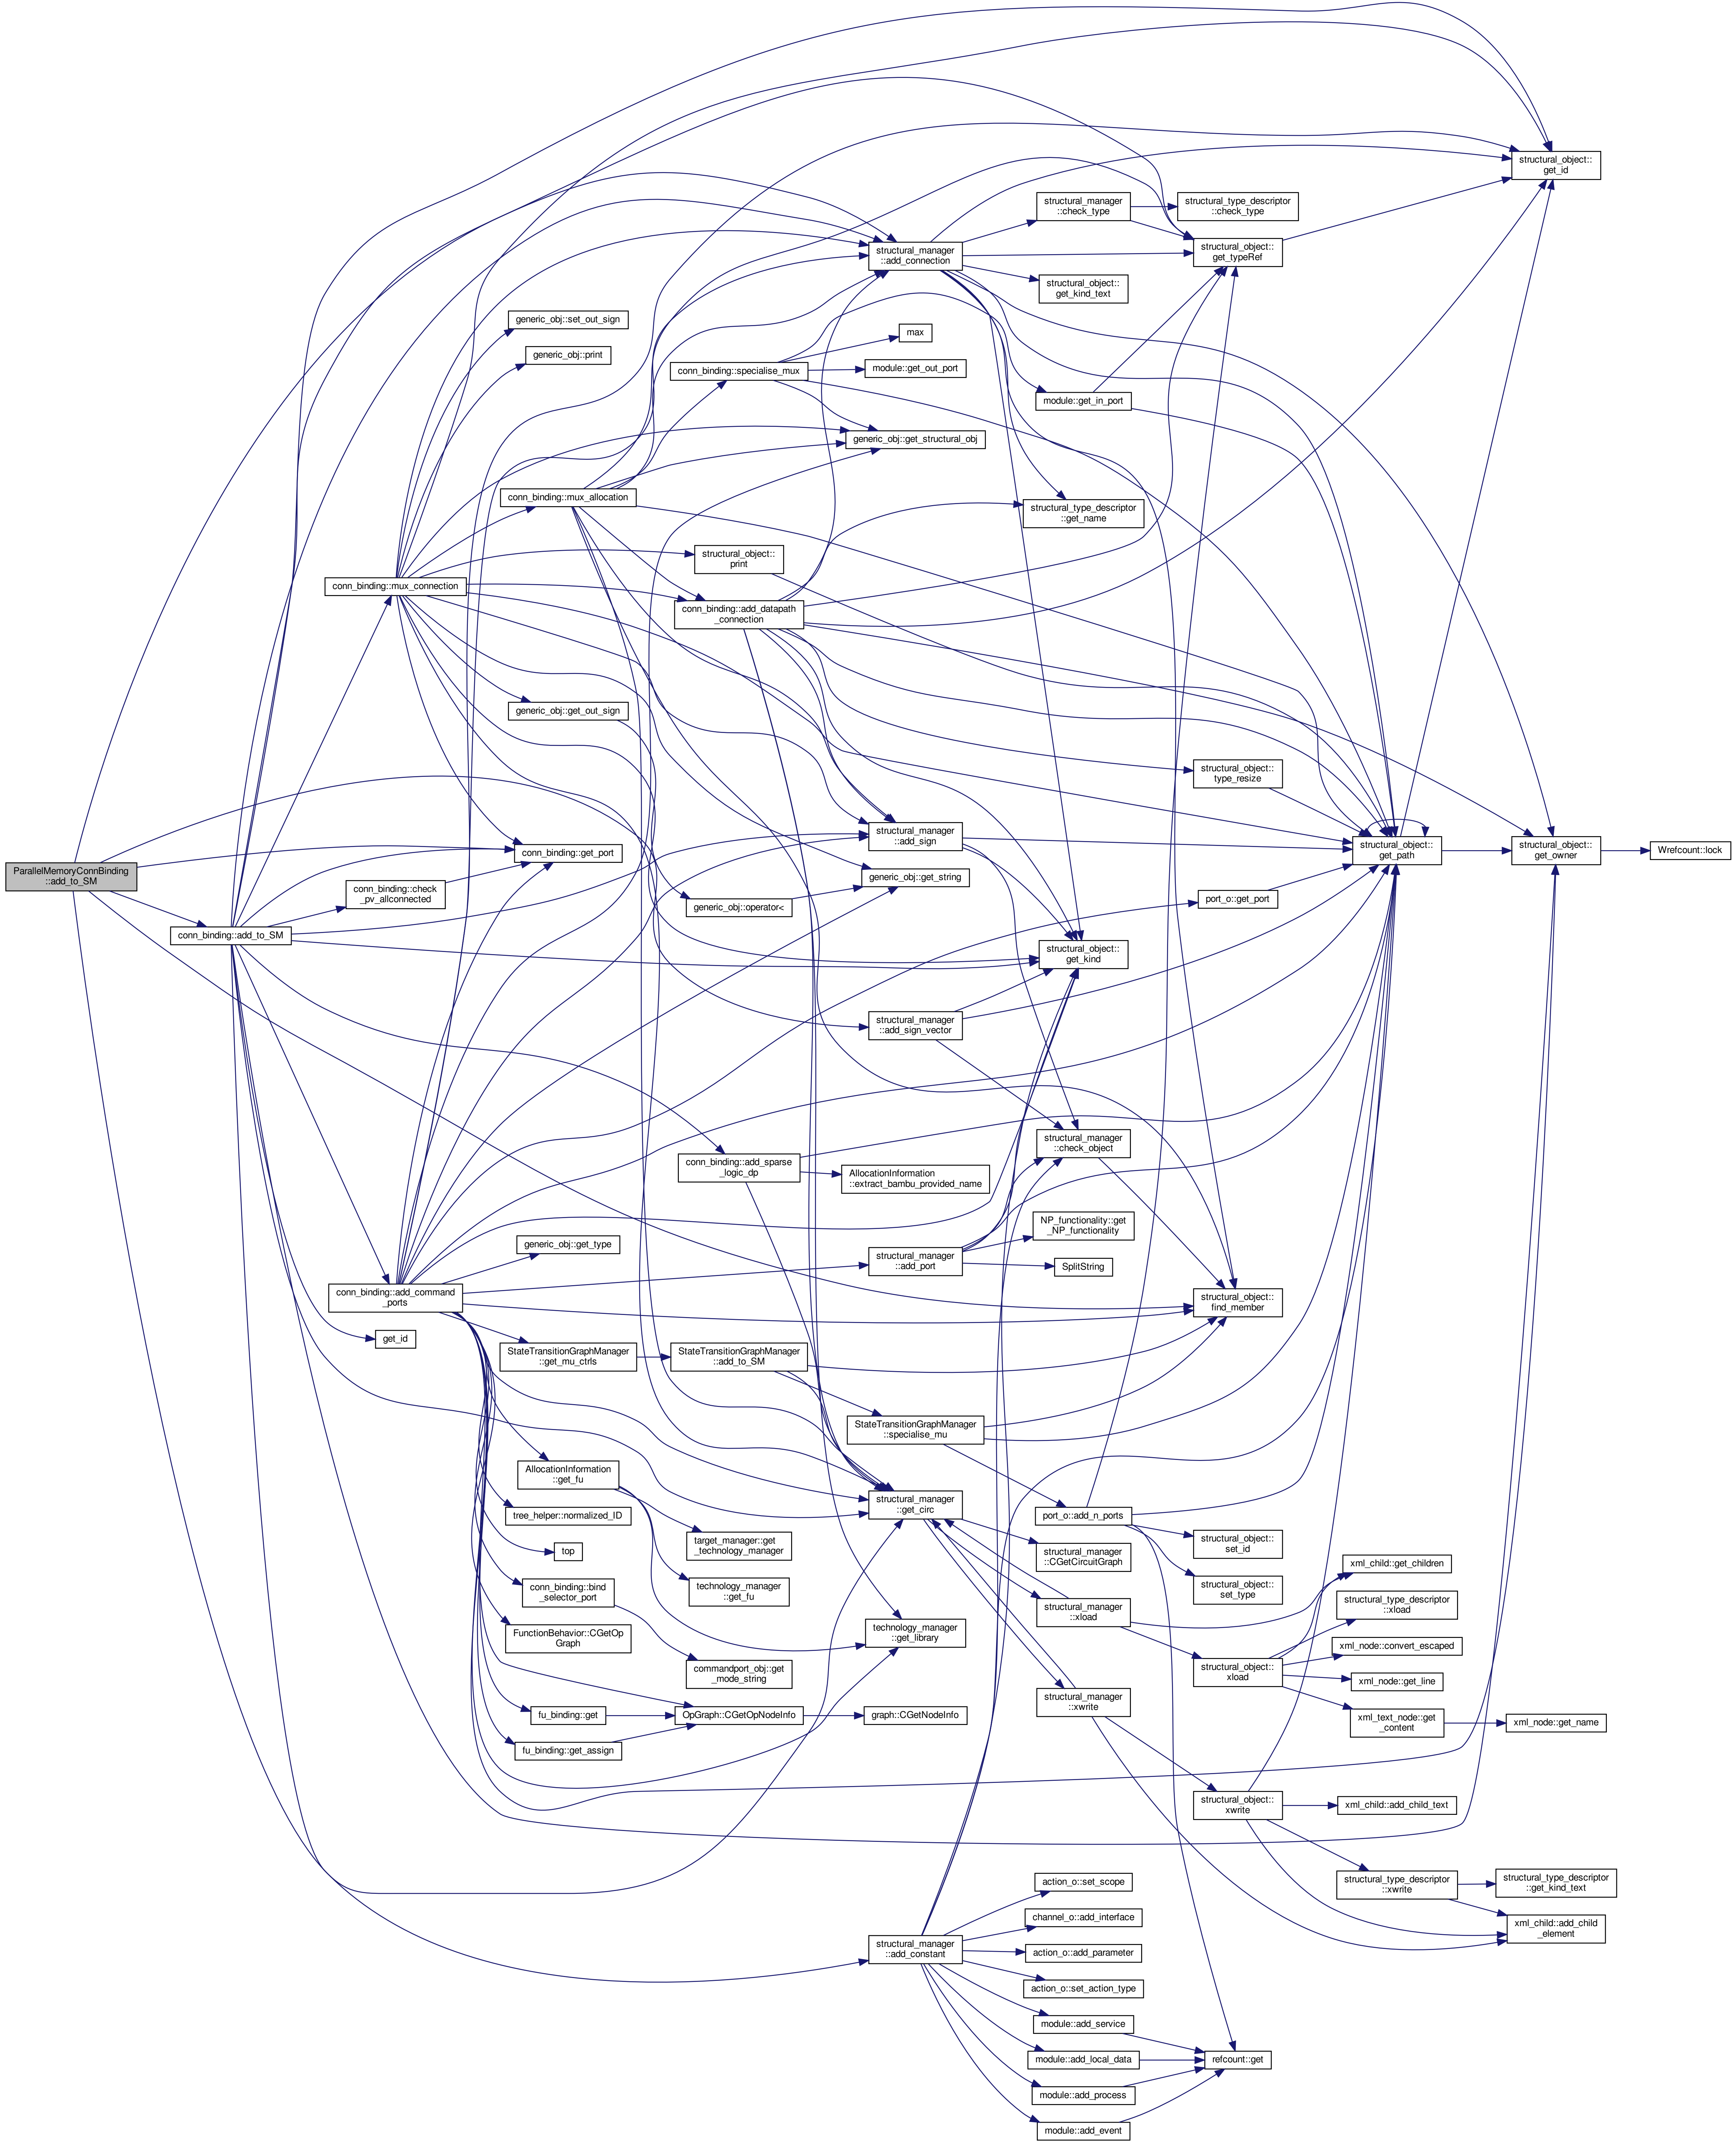 structural_object::
get_id
structural_manager
::check_type
structural_type_descriptor
::check_type
structural_manager
::add_connection
structural_object::
get_typeRef
structural_object::
get_kind_text
generic_obj::set_out_sign
max
generic_obj::print
conn_binding::specialise_mux
module::get_out_port
module::get_in_port
generic_obj::get_structural_obj
conn_binding::mux_allocation
structural_type_descriptor
::get_name
structural_object::
print
conn_binding::mux_connection
conn_binding::add_datapath
_connection
generic_obj::get_out_sign
structural_object::
type_resize
structural_manager
::add_sign
conn_binding::get_port
structural_object::
get_path
structural_object::
get_owner
Wrefcount::lock
ParallelMemoryConnBinding
::add_to_SM
generic_obj::get_string
conn_binding::check
_pv_allconnected
port_o::get_port
generic_obj::operator<
conn_binding::add_to_SM
structural_object::
get_kind
structural_manager
::add_sign_vector
structural_manager
::check_object
conn_binding::add_sparse
_logic_dp
AllocationInformation
::extract_bambu_provided_name
NP_functionality::get
_NP_functionality
generic_obj::get_type
structural_manager
::add_port
SplitString
conn_binding::add_command
_ports
structural_object::
find_member
get_id
StateTransitionGraphManager
::get_mu_ctrls
StateTransitionGraphManager
::add_to_SM
StateTransitionGraphManager
::specialise_mu
AllocationInformation
::get_fu
structural_manager
::get_circ
port_o::add_n_ports
tree_helper::normalized_ID
target_manager::get
_technology_manager
structural_object::
set_id
top
structural_manager
::CGetCircuitGraph
xml_child::get_children
conn_binding::bind
_selector_port
technology_manager
::get_fu
structural_object::
set_type
structural_manager
::xload
structural_type_descriptor
::xload
FunctionBehavior::CGetOp
Graph
technology_manager
::get_library
xml_node::convert_escaped
commandport_obj::get
_mode_string
structural_object::
xload
xml_node::get_line
structural_manager
::xwrite
fu_binding::get
OpGraph::CGetOpNodeInfo
graph::CGetNodeInfo
xml_text_node::get
_content
xml_node::get_name
fu_binding::get_assign
structural_object::
xwrite
xml_child::add_child_text
structural_type_descriptor
::xwrite
structural_type_descriptor
::get_kind_text
action_o::set_scope
channel_o::add_interface
xml_child::add_child
_element
structural_manager
::add_constant
action_o::add_parameter
action_o::set_action_type
module::add_service
module::add_local_data
refcount::get
module::add_process
module::add_event